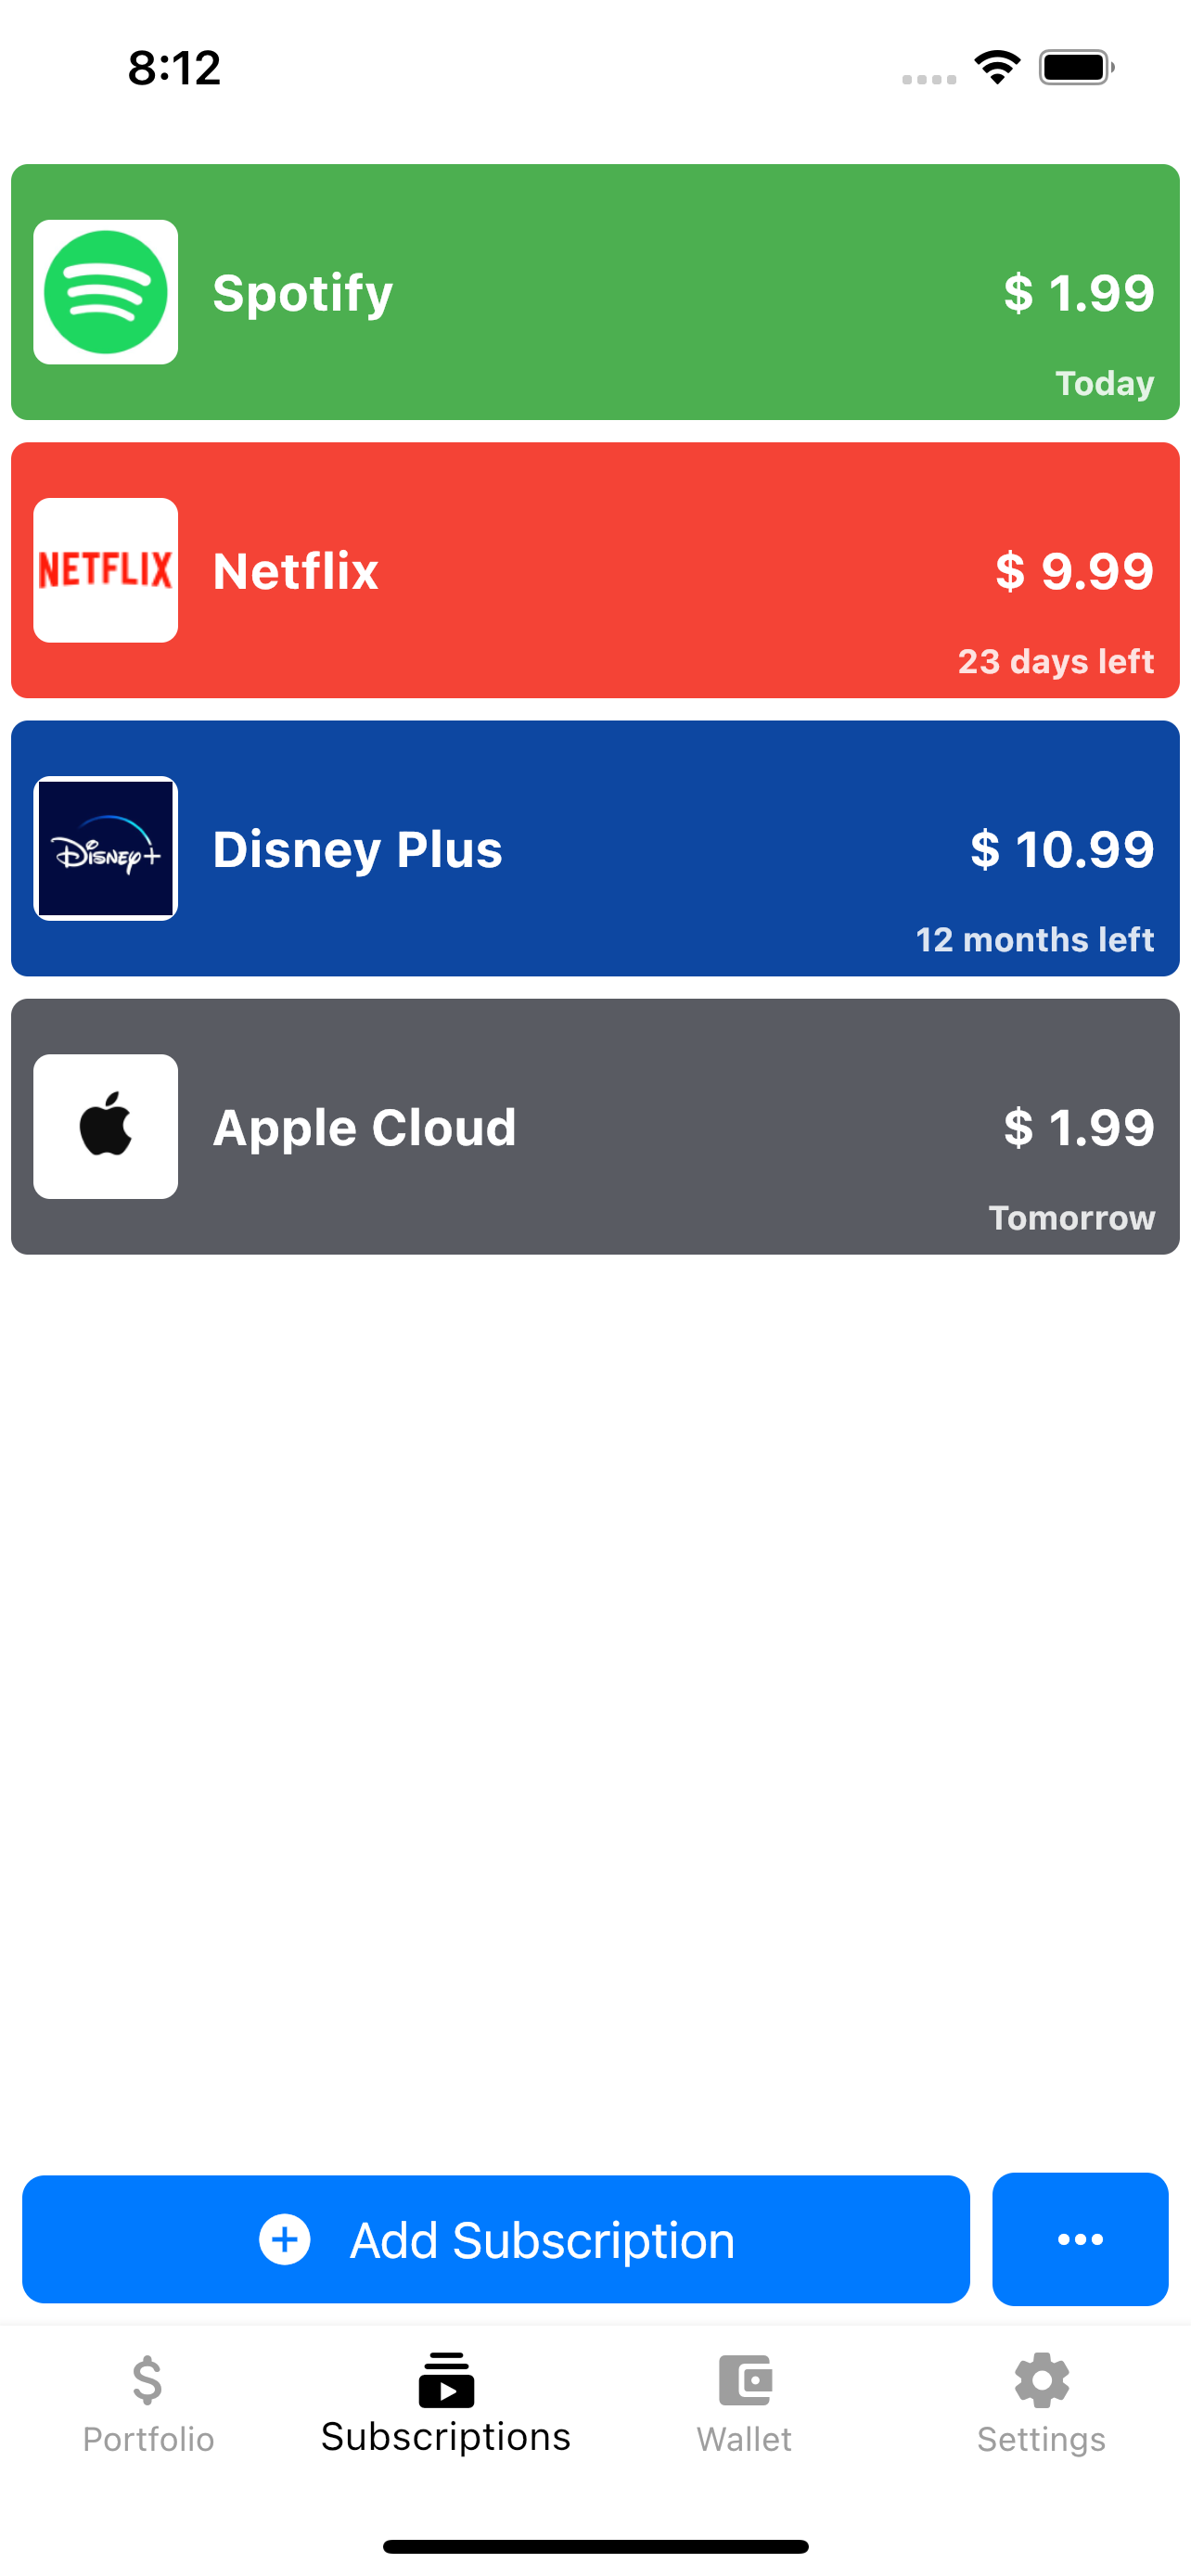 8:12
Spotify
$ 1.99
Today
NETFLIX
Netflix
$ 9.99
23 days left
Disney+
Disney Plus
$ 10.99
12 months left
Apple Cloud
$ 1.99
Tomorrow
Add Subscription
Portfolio
Subscriptions
Wallet
Settings